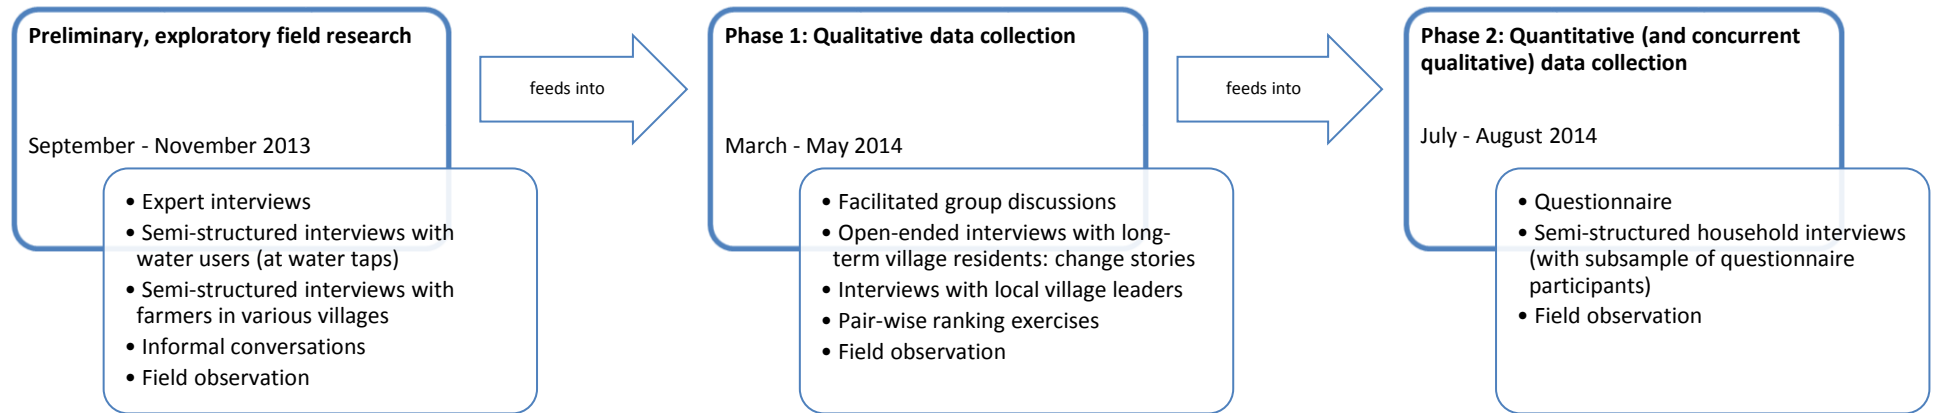 Preliminary, exploratory field research
September - November 2013
• Expert interviews
• Semi-structured interviews with
water users (at water taps)
• Semi-structured interviews with
farmers in various villages
• Informal conversations
• Field observation
feeds into
Phase 1: Qualitative data collection
March - May 2014
• Facilitated group discussions
• Open-ended interviews with long-
term village residents: change stories
• Interviews with local village leaders
• Pair-wise ranking exercises
• Field observation
feeds into
Phase 2: Quantitative (and concurrent
qualitative) data collection
July - August 2014
• Questionnaire
• Semi-structured household interviews
(with subsample of questionnaire
participants)
• Field observation